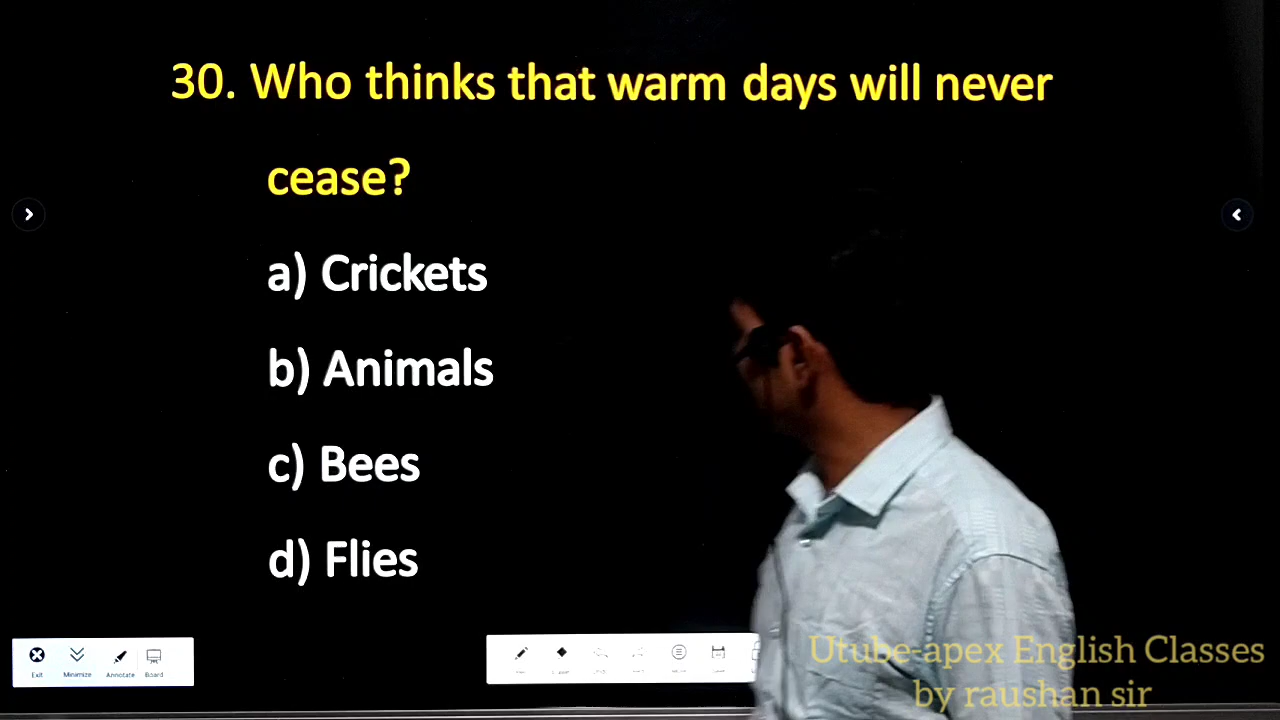 30. Who thinks that warm days will never
cease?
a) Crickets
b) Animals
c) Bees
d) Flies
Exit Minimize Annotate Board
Utube-apex English Classes
by raushan sir